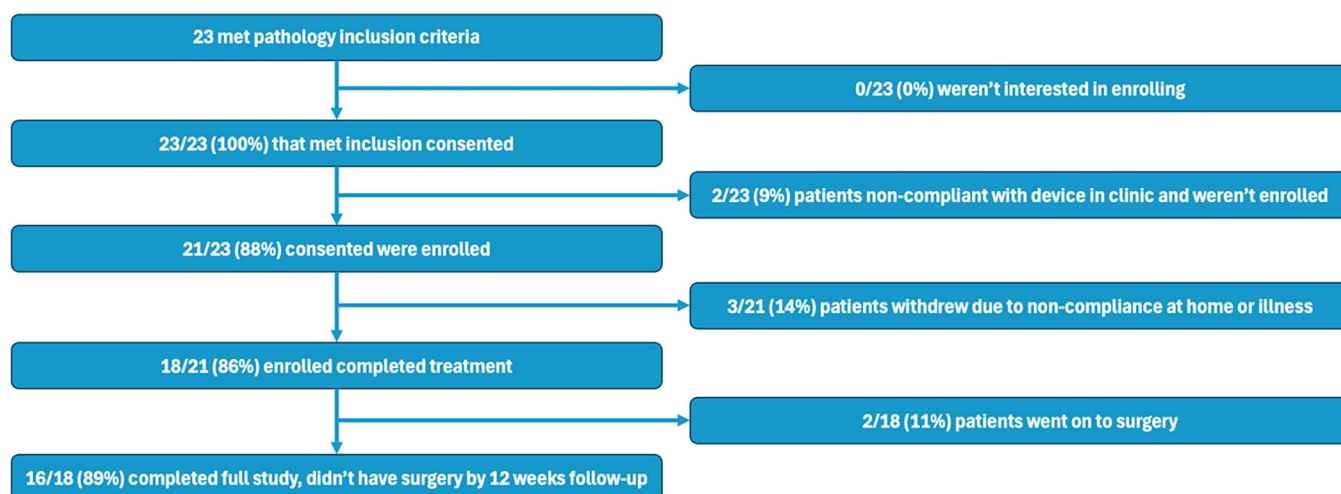 23 met pathology inclusion criteria
0/23 (0%) weren’t interested in enrolling
23/23 (100%) that met inclusion consented
2/23 (9%) patients non-compliant with device in clinic and weren’t enrolled
21/23 (88%) consented were enrolled
3/21 (14%) patients withdrew due to non-compliance at home or illness
18/21 (86%) enrolled completed treatment
2/18 (11%) patients went on to surgery
16/18 (89%) completed full study, didn’t have surgery by 12 weeks follow-up